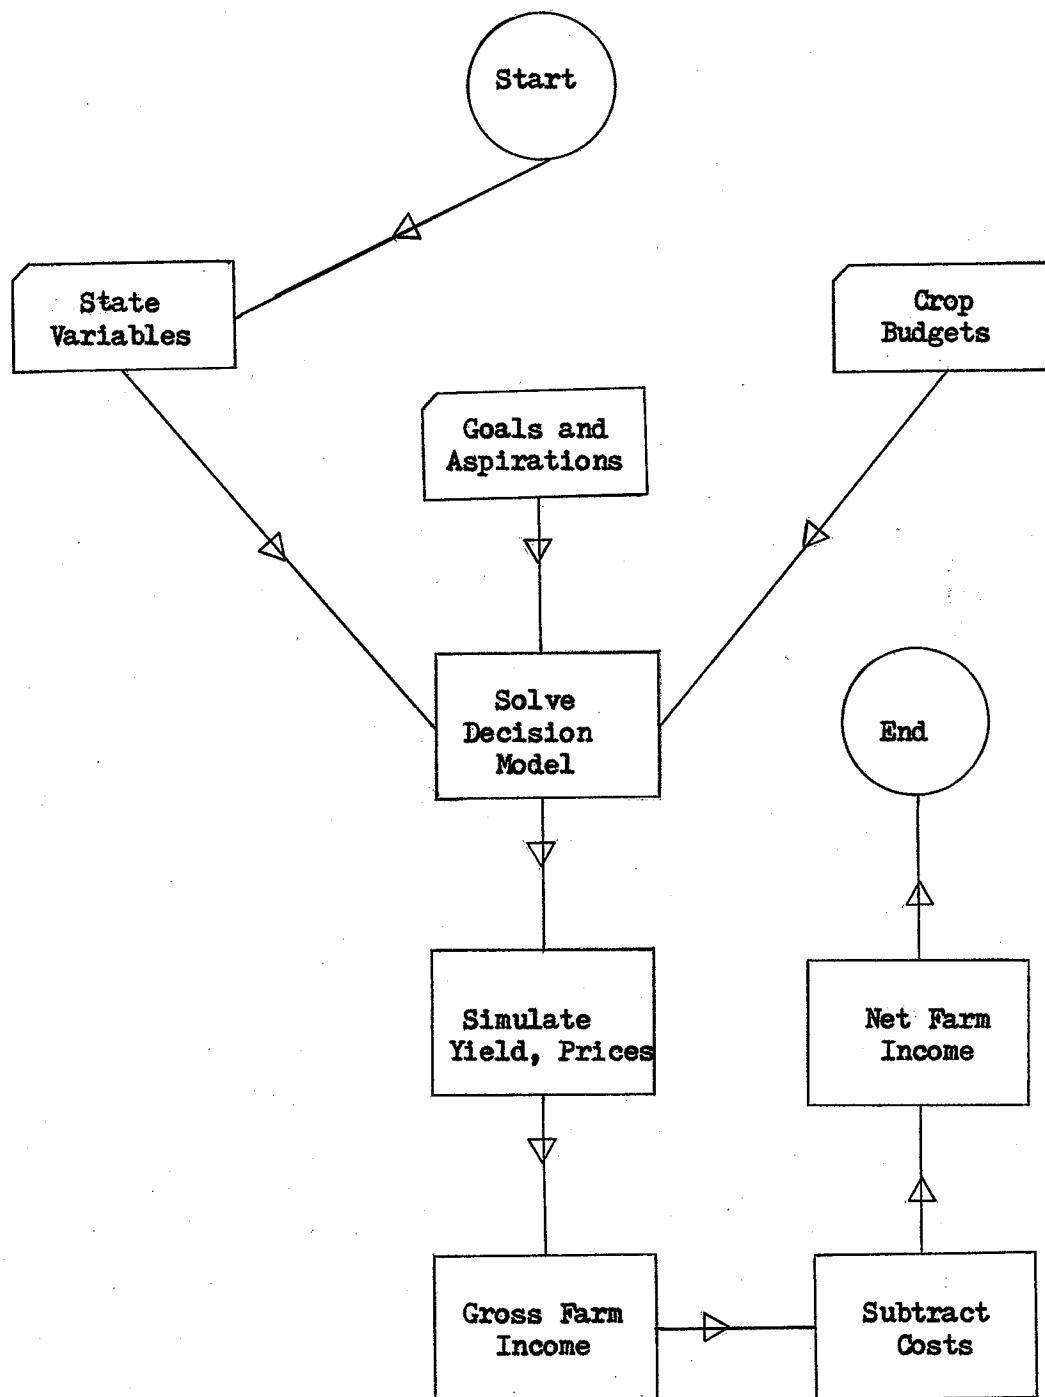 Start
State
Variables
Crop
Budgets
Goals and
Aspirations
Solve
Decision
Model
End
Simulate
Yield, Prices
Net Farm
Income
Gross Farm
Income
Subtract
Costs